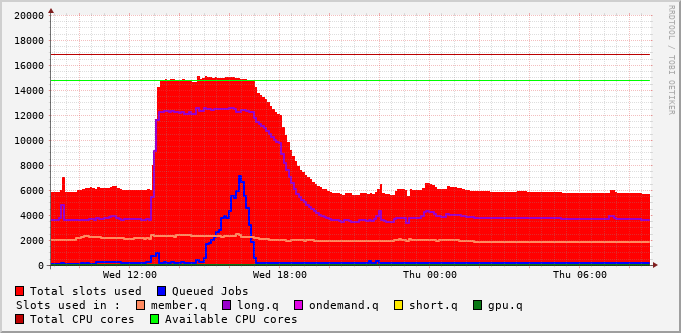 20000
18000
16000
14000
12000
10000
8000
6000
4000
2000
0
Wed 12:00 Wed 18:00 Thu 00:00 Thu 06:00
Total slots used Queued Jobs
Slots used in : member.q long.q ondemand.q short.q gpu.q
Total CPU cores Available CPU cores
RRDTOOL / TOBI OETIKER